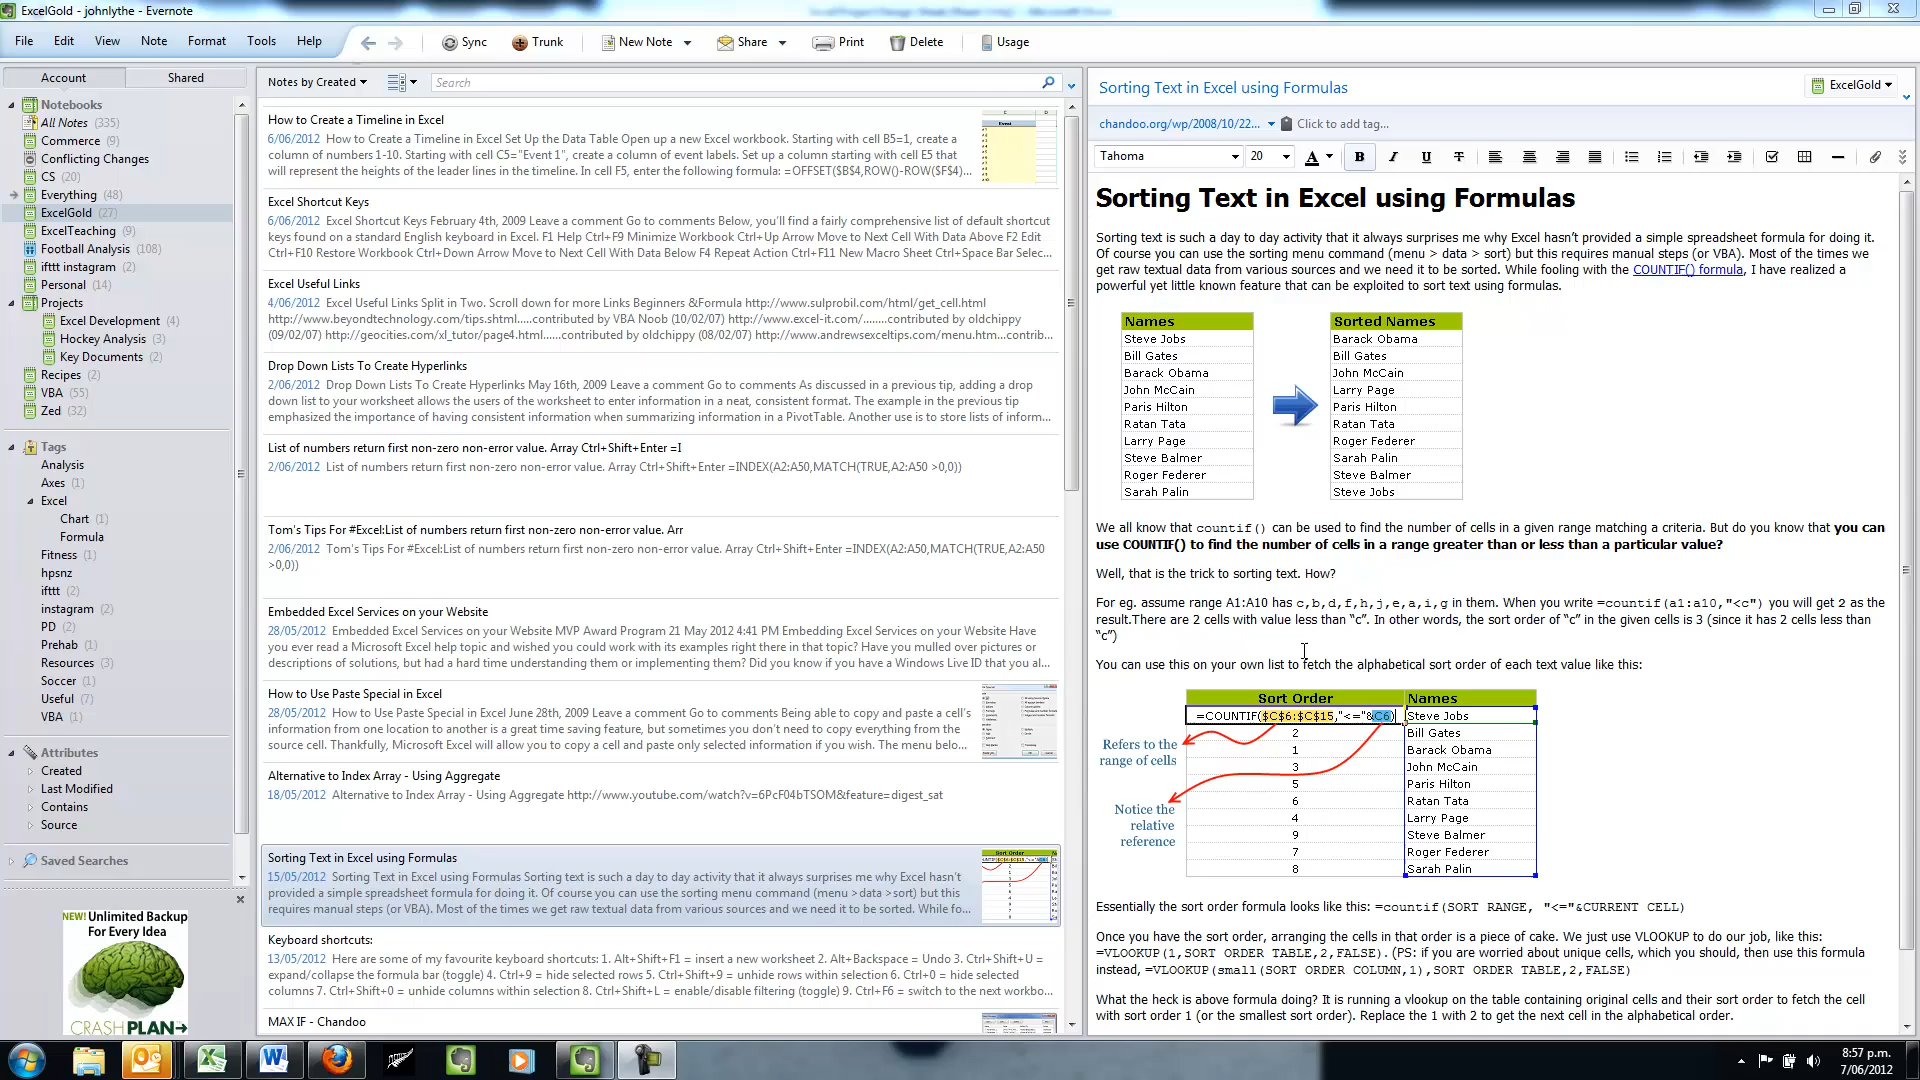 ExcelGold - johnlythe - Evernote
File Edit View Note Format Tools Help
Sync Trunk New Note Share Print Delete Usage
Account Shared
Notebooks
All Notes (335)
Commerce (9)
Conflicting Changes
CS (20)
Everything (48)
ExcelGold (27)
ExcelTeaching (9)
Football Analysis (108)
ifttt instagram (2)
Personal (14)
Projects
Excel Development (4)
Hockey Analysis (3)
Key Documents (2)
Recipes (2)
VBA (55)
Zed (32)
Tags
Analysis
Axes (1)
Excel
Chart (1)
Formula
Fitness (1)
hpsnz
ifttt (2)
instagram (2)
PD (2)
Prehab (1)
Resources (3)
Soccer (1)
Useful (7)
VBA (1)
Attributes
Created
Last Modified
Contains
Source
Saved Searches
NEW! Unlimited Backup
For Every Idea
CRASHPLAN
Notes by Created
Search
How to Create a Timeline in Excel
6/06/2012 How to Create a Timeline in Excel Set Up the Data Table Open up a new Excel workbook. Starting with cell B5=1, create a
column of numbers 1-10. Starting with cell C5="Event 1", create a column of event labels. Set up a column starting with cell E5 that
will represent the heights of the leader lines in the timeline. In cell F5, enter the following formula: =OFFSET($B$4,ROW()-ROW($F$4)...
Excel Shortcut Keys
6/06/2012 Excel Shortcut Keys February 4th, 2009 Leave a comment Go to comments Below, you'll find a fairly comprehensive list of default shortcut
keys found on a standard English keyboard in Excel. F1 Help Ctrl+F9 Minimize Workbook Ctrl+Up Arrow Move to Next Cell With Data Above F2 Edit
Ctrl+F10 Restore Workbook Ctrl+Down Arrow Move to Next Cell With Data Below F4 Repeat Action Ctrl+F11 New Macro Sheet Ctrl+Space Bar Selec...
Excel Useful Links
4/06/2012 Excel Useful Links Split in Two. Scroll down for more Links Beginners &Formula http://www.sulprobil.com/html/get_cell.html
http://www.beyondtechnology.com/tips.shtml.....contributed by VBA Noob (10/02/07) http://www.excel-it.com/........contributed by oldchippy
(09/02/07) http://geocities.com/xl_tutor/page4.html.....contributed by oldchippy (08/02/07) http://www.andrewsexceltips.com/menu.htm...contrib...
Drop Down Lists To Create Hyperlinks
2/06/2012 Drop Down Lists To Create Hyperlinks May 16th, 2009 Leave a comment Go to comments As discussed in a previous tip, adding a drop
down list to your worksheet allows the users of the worksheet to enter information in a neat, consistent format. The example in the previous tip
emphasized the importance of having consistent information when summarizing information in a PivotTable. Another use is to store lists of inform...
List of numbers return first non-zero non-error value. Array Ctrl+Shift+Enter =I
2/06/2012 List of numbers return first non-zero non-error value. Array Ctrl+Shift+Enter =INDEX(A2:A50,MATCH(TRUE,A2:A50 >0,0))
Tom's Tips For #Excel:List of numbers return first non-zero non-error value. Arr
2/06/2012 Tom's Tips For #Excel:List of numbers return first non-zero non-error value. Array Ctrl+Shift+Enter =INDEX(A2:A50,MATCH(TRUE,A2:A50
>0,0))
Embedded Excel Services on your Website
28/05/2012 Embedded Excel Services on your Website MVP Award Program 21 May 2012 4:41 PM Embedding Excel Services on your Website Have
you ever read a Microsoft Excel help topic and wished you could work with its examples right there in that topic? Have you mulled over pictures or
descriptions of solutions, but had a hard time understanding them or implementing them? Did you know if you have a Windows Live ID that you al...
How to Use Paste Special in Excel
28/05/2012 How to Use Paste Special in Excel June 28th, 2009 Leave a comment Go to comments Being able to copy and paste a cell's
information from one location to another is a great time saving feature, but sometimes you don't need to copy everything from the
source cell. Thankfully, Microsoft Excel will allow you to copy a cell and paste only selected information if you wish. The menu belo...
Alternative to Index Array - Using Aggregate
18/05/2012 Alternative to Index Array - Using Aggregate http://www.youtube.com/watch?v=6PcF04bTSOM&feature=digest_sat
Sorting Text in Excel using Formulas
15/05/2012 Sorting Text in Excel using Formulas Sorting text is such a day to day activity that it always surprises me why Excel hasn't
provided a simple spreadsheet formula for doing it. Of course you can use the sorting menu command (menu >data >sort) but this
requires manual steps (or VBA). Most of the times we get raw textual data from various sources and we need it to be sorted. While fo...
Keyboard shortcuts:
13/05/2012 Here are some of my favourite keyboard shortcuts: 1. Alt+Shift+F1 = insert a new worksheet 2. Alt+Backspace = Undo 3. Ctrl+Shift+U =
expand/collapse the formula bar (toggle) 4. Ctrl+9 = hide selected rows 5. Ctrl+Shift+9 = unhide rows within selection 6. Ctrl+0 = hide selected
columns 7. Ctrl+Shift+0 = unhide columns within selection 8. Ctrl+Shift+L = enable/disable filtering (toggle) 9. Ctrl+F6 = switch to the next workbo...
MAX IF - Chandoo
Sorting Text in Excel using Formulas
ExcelGold
chandoo.org/wp/2008/10/22... Click to add tag...
Tahoma 20
Sorting Text in Excel using Formulas
Sorting text is such a day to day activity that it always surprises me why Excel hasn't provided a simple spreadsheet formula for doing it.
Of course you can use the sorting menu command (menu > data > sort) but this requires manual steps (or VBA). Most of the times we
get raw textual data from various sources and we need it to be sorted. While fooling with the COUNTIF() formula, I have realized a
powerful yet little known feature that can be exploited to sort text using formulas.
Names Sorted Names
Steve Jobs Barack Obama
Bill Gates Bill Gates
Barack Obama John McCain
John McCain Larry Page
Paris Hilton Paris Hilton
Ratan Tata Ratan Tata
Larry Page Roger Federer
Steve Balmer Sarah Palin
Roger Federer Steve Balmer
Sarah Palin Steve Jobs
We all know that countif() can be used to find the number of cells in a given range matching a criteria. But do you know that you can
use COUNTIF() to find the number of cells in a range greater than or less than a particular value?
Well, that is the trick to sorting text. How?
For eg. assume range A1:A10 has c,b,d,f,h,j,e,a,i,g in them. When you write =countif(a1:a10,"<c") you will get 2 as the
result.There are 2 cells with value less than “c”. In other words, the sort order of “c” in the given cells is 3 (since it has 2 cells less than
“c”)
You can use this on your own list to fetch the alphabetical sort order of each text value like this:
Sort Order Names
=COUNTIF($C$6:$C$15,"<="&C6) Steve Jobs
2 Bill Gates
1 Barack Obama
3 John McCain
5 Paris Hilton
6 Ratan Tata
4 Larry Page
9 Steve Balmer
7 Roger Federer
8 Sarah Palin
Refers to the
range of cells
Notice the
relative
reference
Essentially the sort order formula looks like this: =countif(SORT RANGE, "<="&CURRENT CELL)
Once you have the sort order, arranging the cells in that order is a piece of cake. We just use VLOOKUP to do our job, like this:
=VLOOKUP(1,SORT ORDER TABLE,2,FALSE). (PS: if you are worried about unique cells, which you should, then use this formula
instead, =VLOOKUP(small(SORT ORDER COLUMN,1),SORT ORDER TABLE,2,FALSE)
What the heck is above formula doing? It is running a vlookup on the table containing original cells and their sort order to fetch the cell
with sort order 1 (or the smallest sort order). Replace the 1 with 2 to get the next cell in the alphabetical order.
8:57 p.m.
7/06/2012